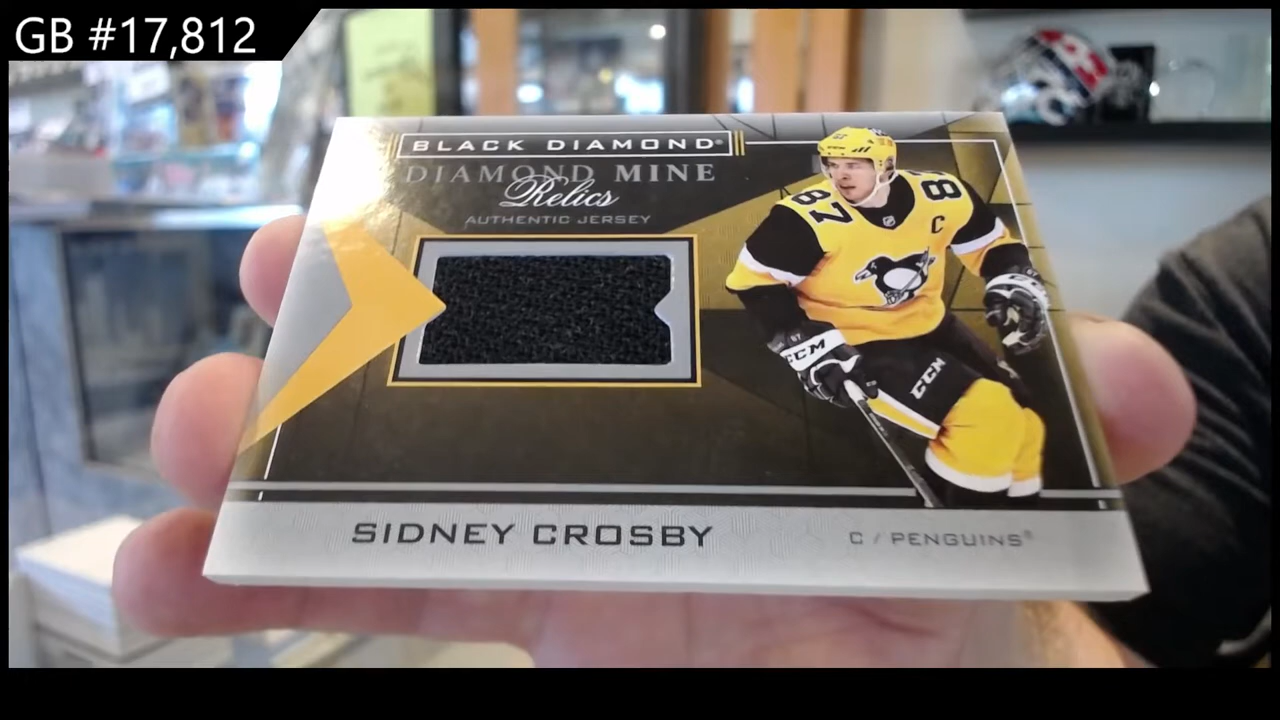 GB #17,812
BLACK DIAMOND®
DIAMOND MINE
Relics
AUTHENTIC JERSEY
87
87
C
CCM
CCM
SIDNEY CROSBY
C / PENGUINS®